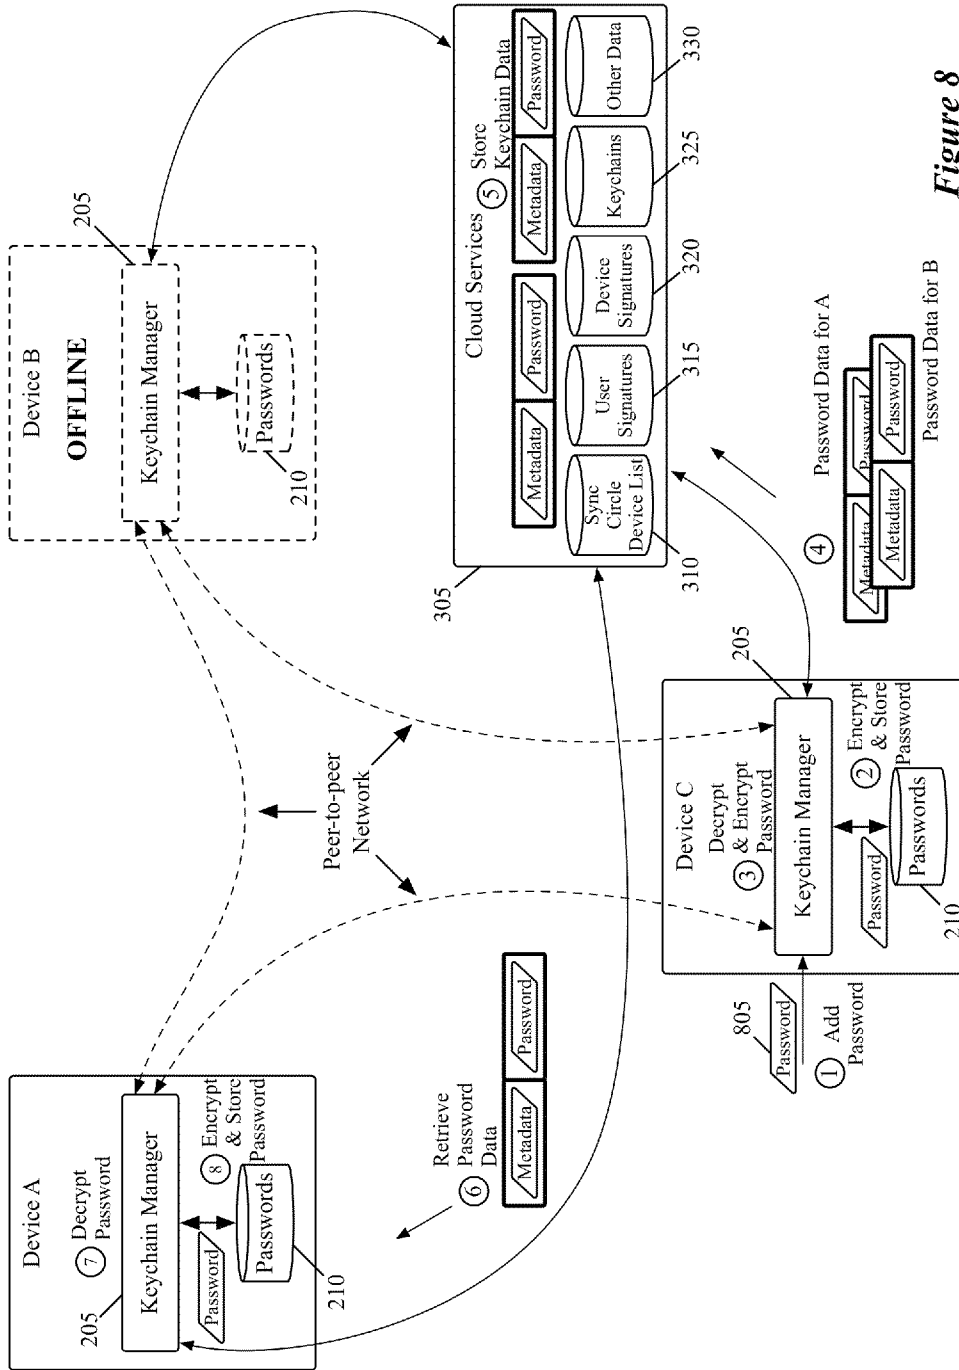 Device A
7 Decrypt
Password
205
Keychain Manager
8 Encrypt
& Store
Password
Password
Passwords
210
Device B
OFFLINE
205
Keychain Manager
Passwords
210
Peer-to-peer
Network
Retrieve
Password
Data
6
Metadata
Password
305
Cloud Services
5
Store
Keychain Data
Metadata
Password
Metadata
Password
Sync
Circle
Device List
User
Signatures
Device
Signatures
Keychains
Other Data
310
315
320
325
330
805
Password
1 Add
Password
Device C
Decrypt
3 & Encrypt
Password
205
Keychain Manager
2 Encrypt
& Store
Password
Password
Passwords
210
4
Password Data for A
Metadata
Password
Metadata
Password
Password Data for B
Figure 8